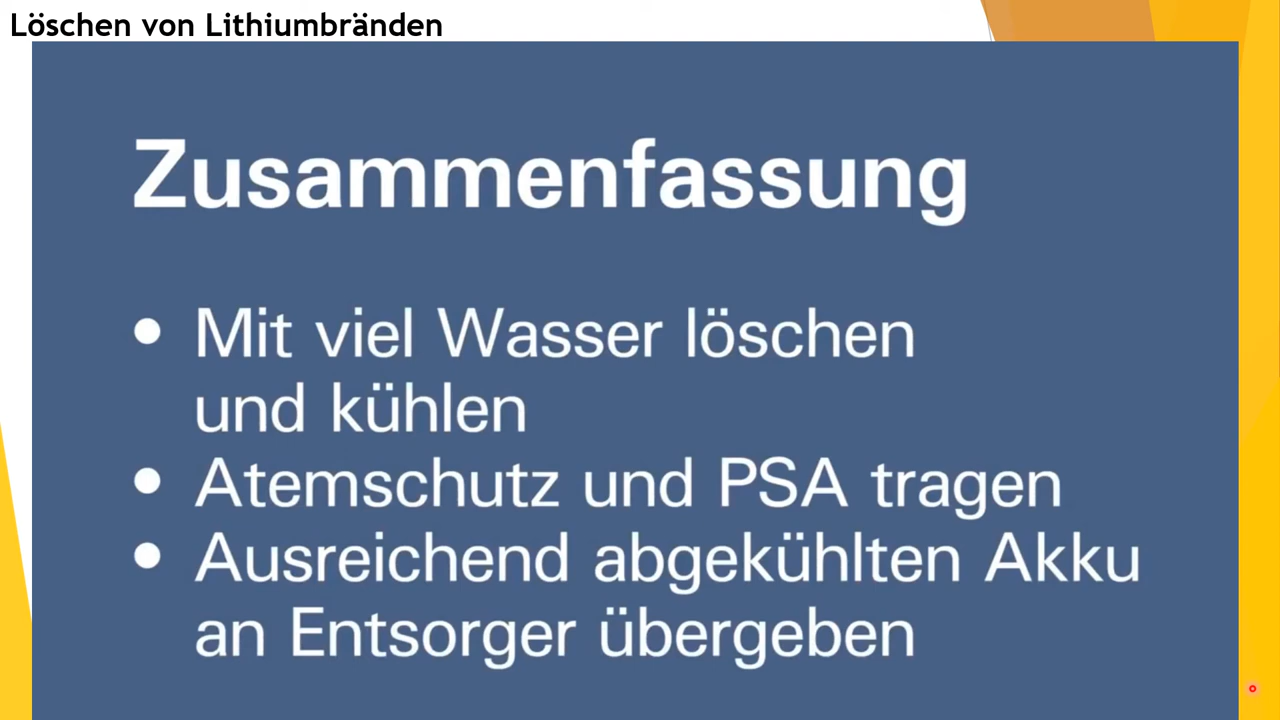 Löschen von Lithiumbränden
Zusammenfassung
• Mit viel Wasser löschen
und kühlen
• Atemschutz und PSA tragen
• Ausreichend abgekühlten Akku
an Entsorger übergeben